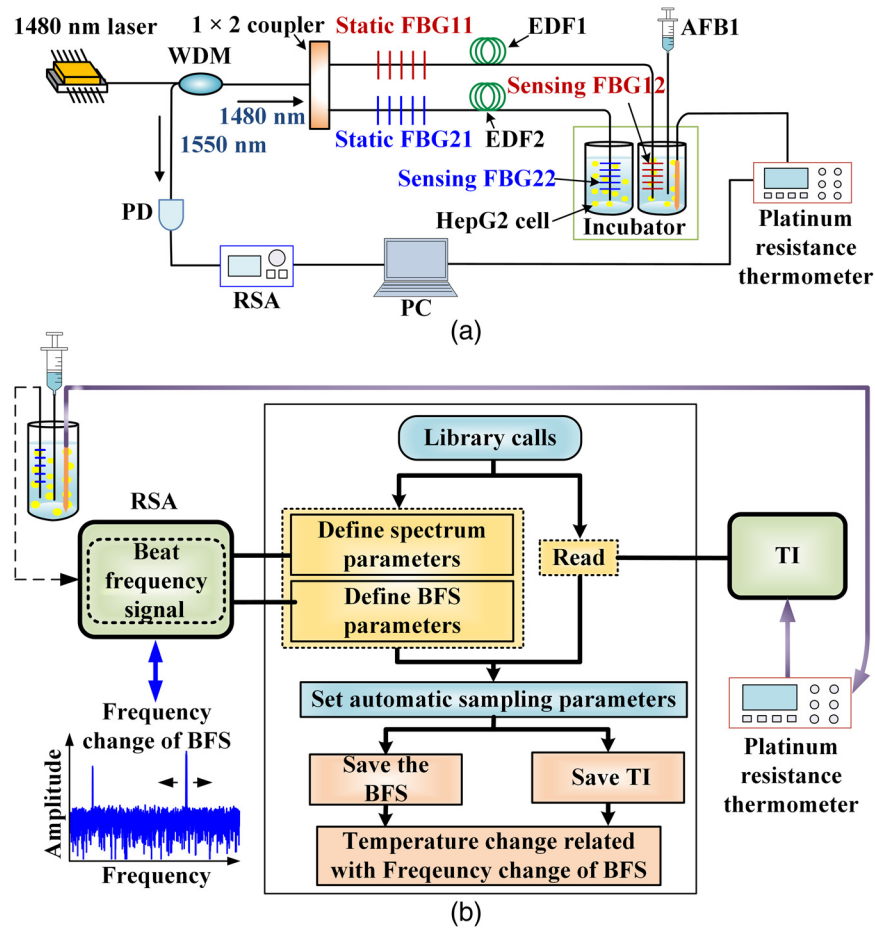 1480 nm laser
WDM
1 × 2 coupler
Static FBG11
EDF1
AFB1
Sensing FBG12
1480 nm
1550 nm
Static FBG21
EDF2
Sensing FBG22
HepG2 cell
Incubator
PD
RSA
PC
Platinum
resistance
thermometer
(a)
Library calls
RSA
Define spectrum
parameters
Read
TI
Beat
frequency
signal
Define BFS
parameters
Set automatic sampling parameters
Frequency
change of BFS
Amplitude
Frequency
Save the
BFS
Save TI
Platinum
resistance
thermometer
Temperature change related
with Freqeuncy change of BFS
(b)